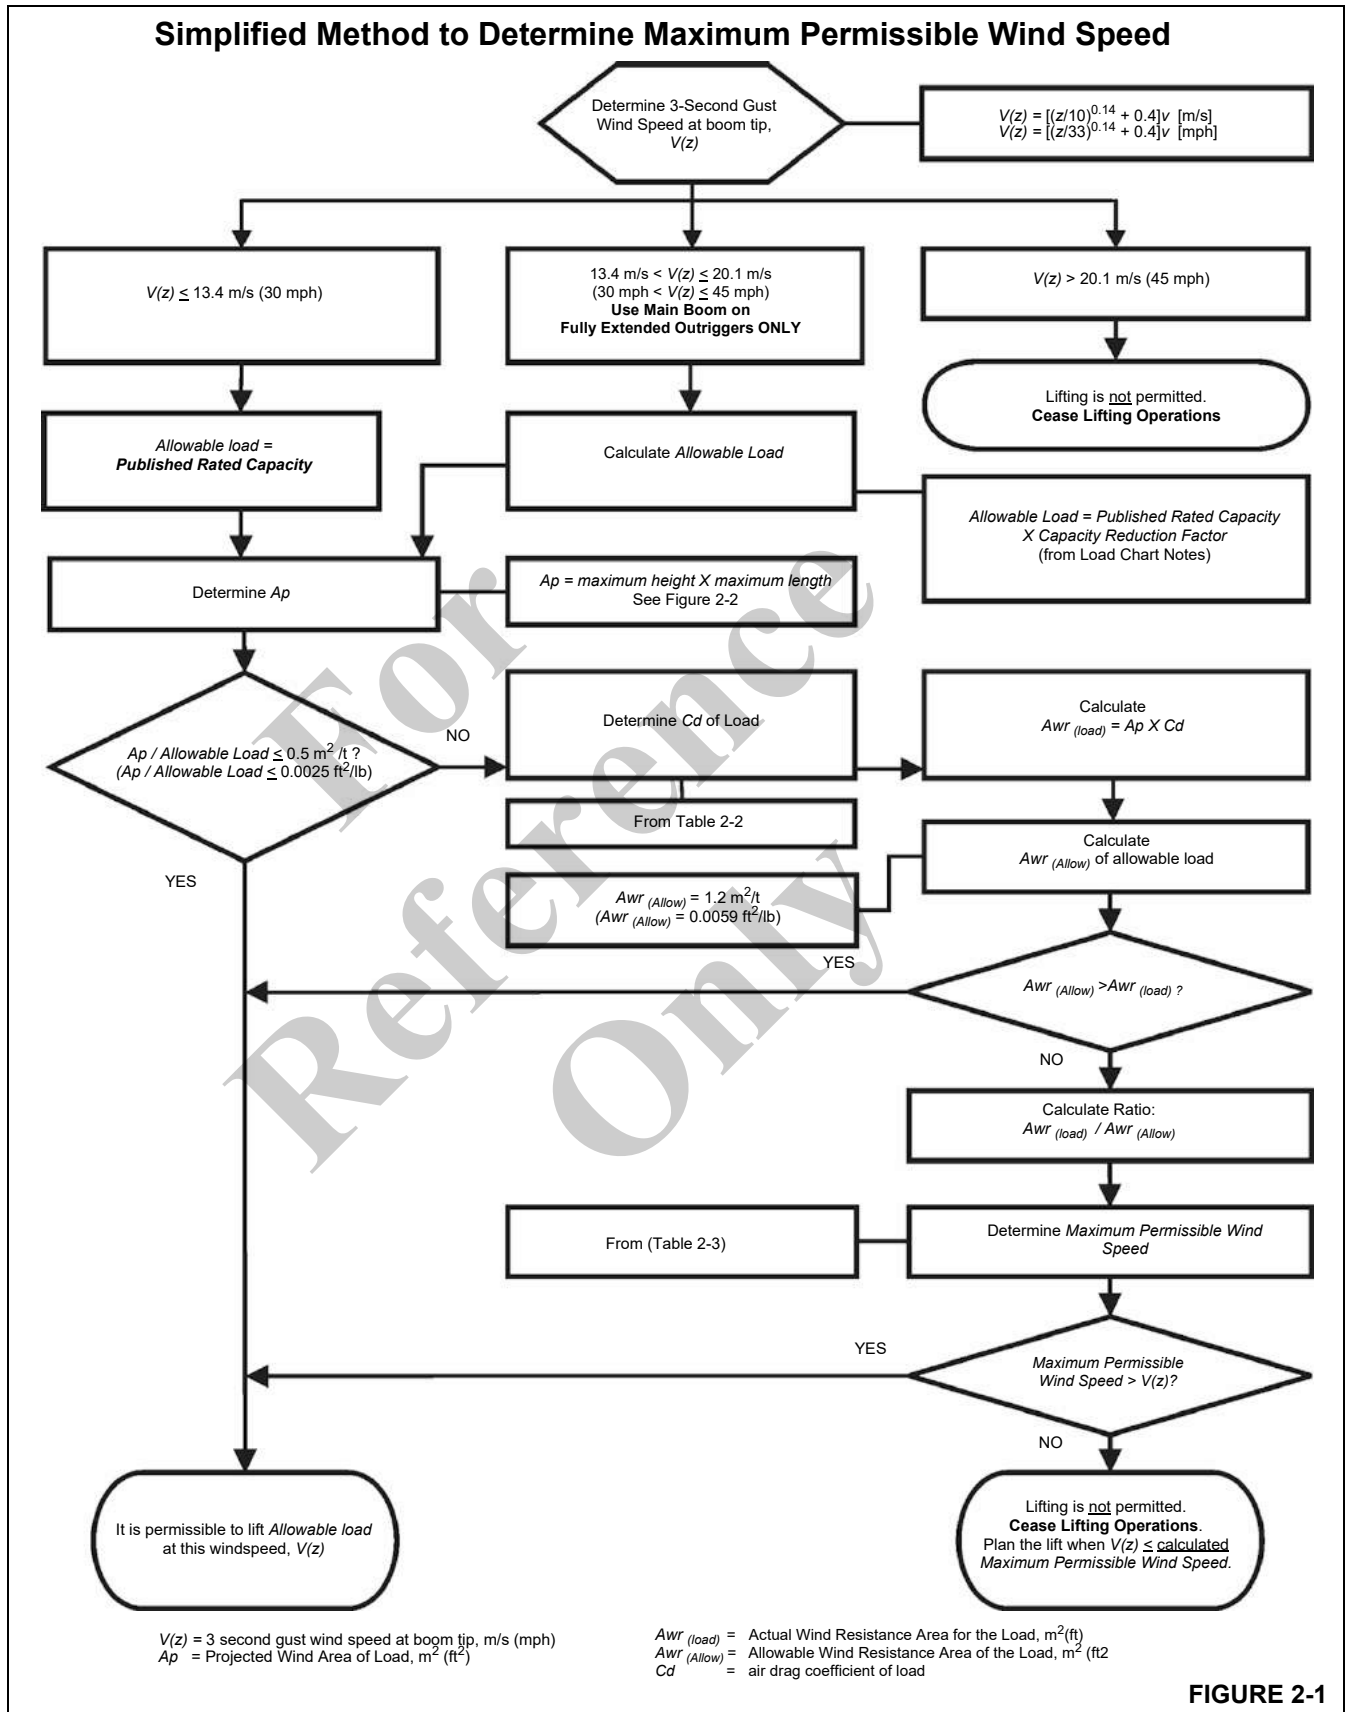 Simplified Method to Determine Maximum Permissible Wind Speed
Determine 3-Second Gust
Wind Speed at boom tip,
V(z)
V(z) = [(z/10)^0.14 + 0.4]v [m/s]
V(z) = [(z/33)^0.14 + 0.4]v [mph]
V(z) ≤ 13.4 m/s (30 mph)
13.4 m/s < V(z) ≤ 20.1 m/s
(30 mph < V(z) ≤ 45 mph)
Use Main Boom on
Fully Extended Outriggers ONLY
V(z) > 20.1 m/s (45 mph)
Lifting is not permitted.
Cease Lifting Operations
Allowable load =
Published Rated Capacity
Calculate Allowable Load
Allowable Load = Published Rated Capacity
X Capacity Reduction Factor
(from Load Chart Notes)
Determine Ap
Ap = maximum height X maximum length
See Figure 2-2
Ap / Allowable Load ≤ 0.5 m² /t ?
(Ap / Allowable Load ≤ 0.0025 ft²/lb)
NO
YES
Determine Cd of Load
From Table 2-2
Calculate
Awr (load) = Ap X Cd
Calculate
Awr (Allow) of allowable load
Awr (Allow) = 1.2 m²/t
(Awr (Allow) = 0.0059 ft²/lb)
YES
Awr (Allow) >Awr (load) ?
NO
Calculate Ratio:
Awr (load) / Awr (Allow)
From (Table 2-3)
Determine Maximum Permissible Wind
Speed
YES
Maximum Permissible
Wind Speed > V(z)?
NO
It is permissible to lift Allowable load
at this windspeed, V(z)
Lifting is not permitted.
Cease Lifting Operations.
Plan the lift when V(z) ≤ calculated
Maximum Permissible Wind Speed.
V(z) = 3 second gust wind speed at boom tip, m/s (mph)
Ap = Projected Wind Area of Load, m² (ft²)
Awr (load) = Actual Wind Resistance Area for the Load, m²(ft)
Awr (Allow) = Allowable Wind Resistance Area of the Load, m² (ft2
Cd = air drag coefficient of load
FIGURE 2-1
For
Reference
Only